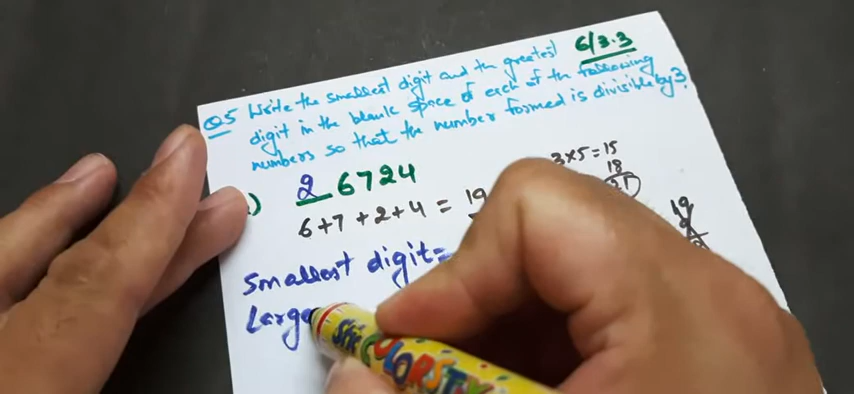 6/3.3
Q5 Write the smallest digit and the greatest
digit in the blank space of each of the following
numbers so that the number formed is divisible by 3.
) 2 6724
6+7+2+4 = 19
3×5=15
18
21
19
Smallest digit=
Large
COLORSTIX